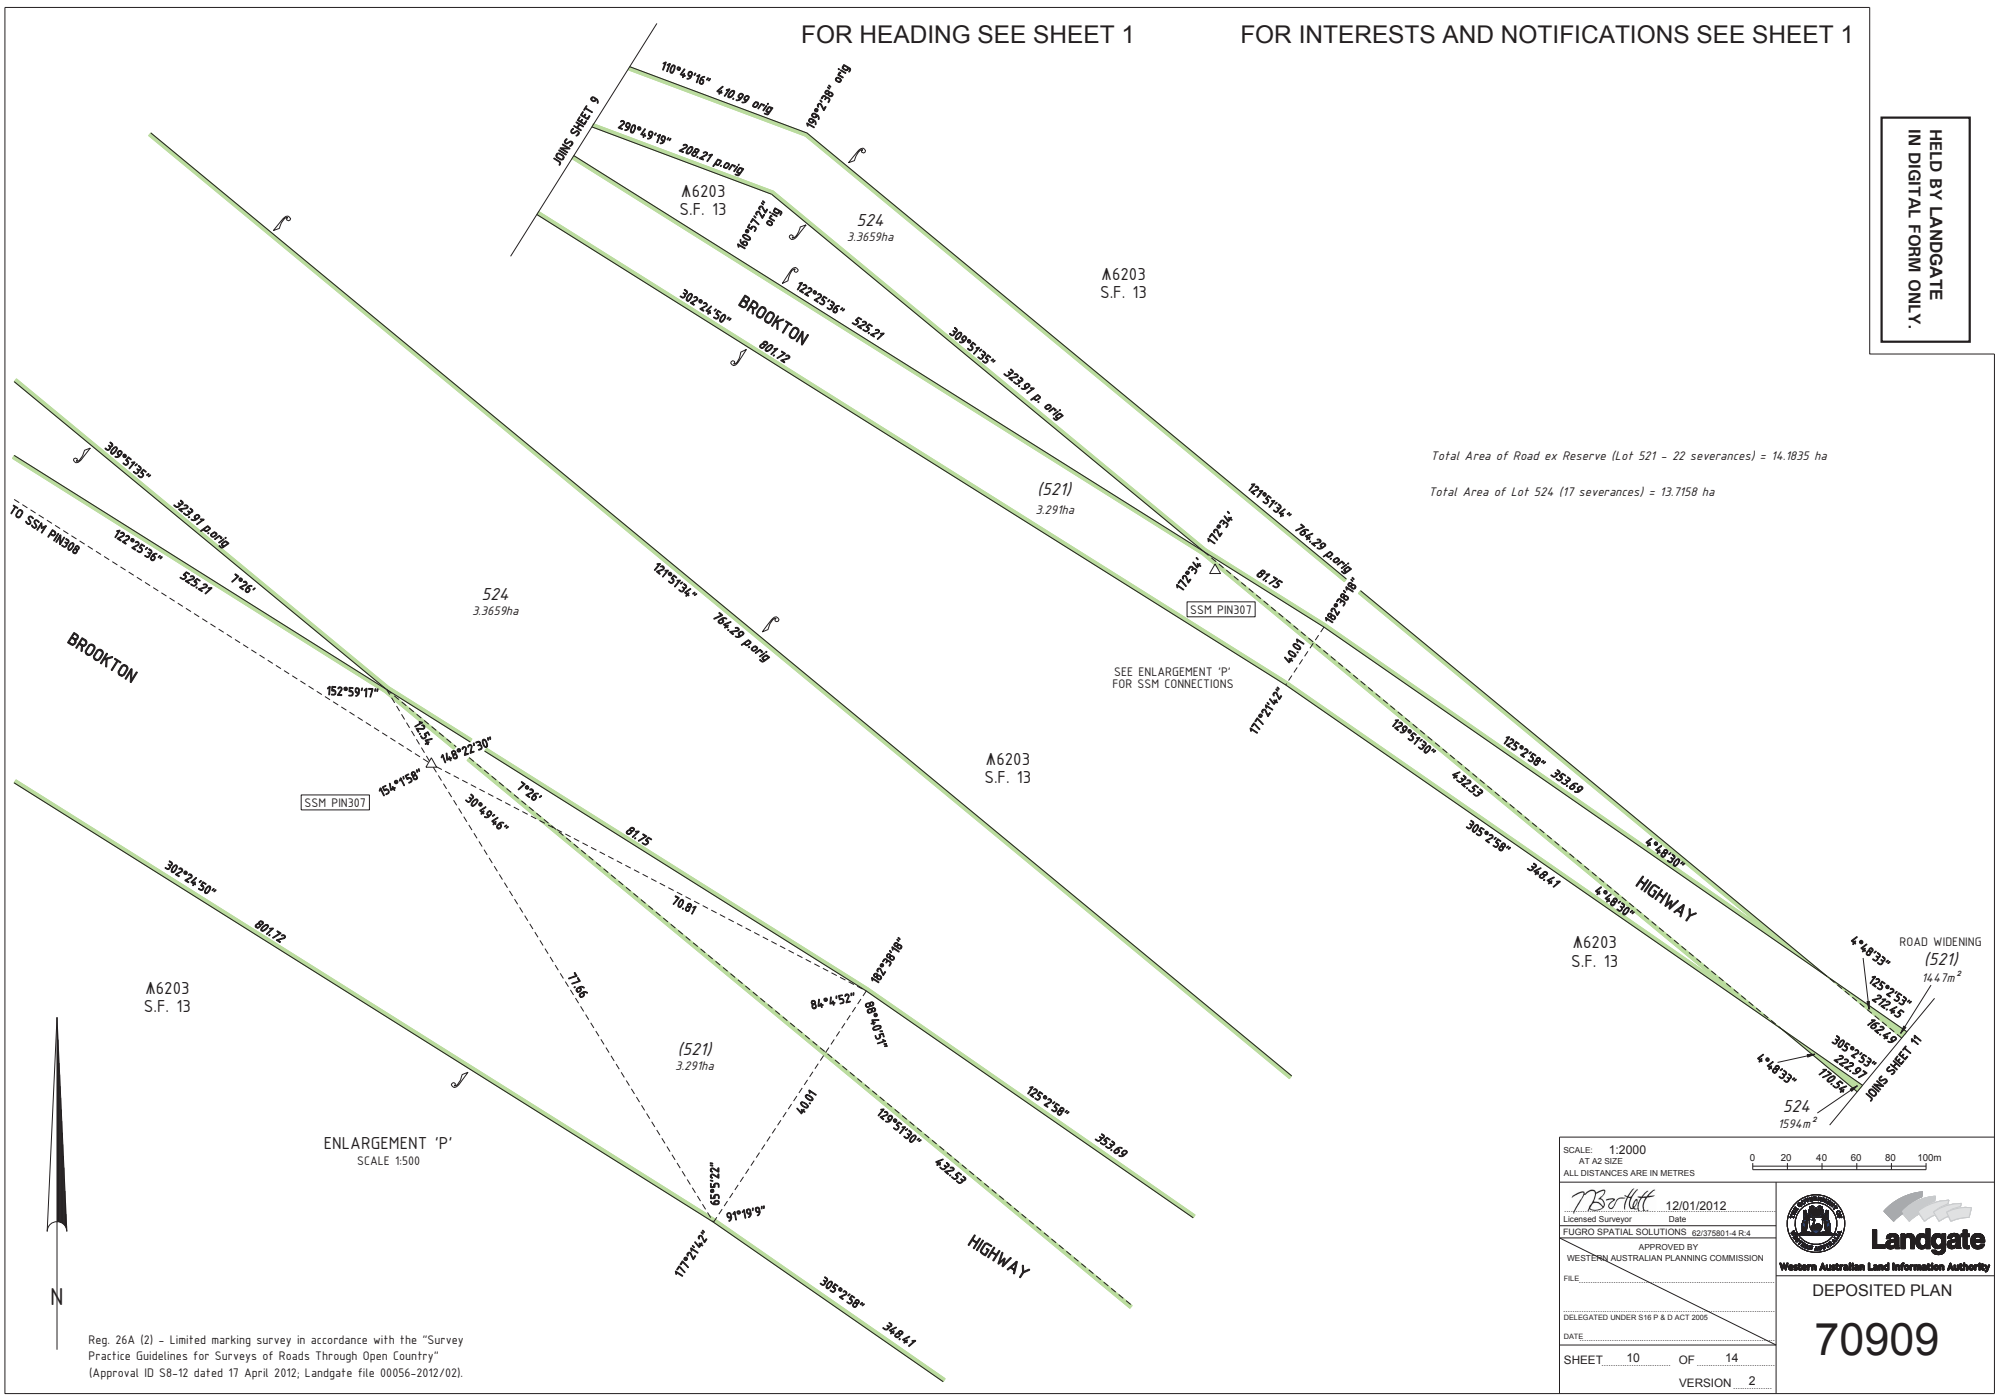 FOR HEADING SEE SHEET 1
FOR INTERESTS AND NOTIFICATIONS SEE SHEET 1
HELD BY LANDGATE
IN DIGITAL FORM ONLY.
JOINS SHEET 9
110°49'16" 410.99 orig
199°2'38" orig
290°49'19" 208.21 p.orig
6203
S.F. 13
160°57'22"
orig
524
3.3659ha
6203
S.F. 13
122°25'36" 525.21
302°24'50" 801.72
BROOKTON
309°51'35" 323.91 p. orig
(521)
3.291ha
121°51'34" 764.29 p.orig
172°34'
172°34'
SSM PIN307
81.75
182°38'18"
40.01
177°21'42"
SEE ENLARGEMENT 'P'
FOR SSM CONNECTIONS
Total Area of Road ex Reserve (Lot 521 - 22 severances) = 14.1835 ha
Total Area of Lot 524 (17 severances) = 13.7158 ha
129°51'30" 432.53
125°2'58" 353.69
305°2'58" 348.41
4°48'30"
4°48'30"
HIGHWAY
6203
S.F. 13
4°48'33"
ROAD WIDENING
(521)
1447m²
125°2'53"
212.45
162.49
305°2'53"
222.97
170.54
4°48'33"
JOINS SHEET 11
524
1594m²
309°51'35" 323.91 p.orig
TO SSM PIN308
122°25'36" 525.21
7°26'
BROOKTON
524
3.3659ha
121°51'34" 764.29 p.orig
152°59'17"
12.54
148°22'30"
154°1'58"
SSM PIN307
30°49'46"
7°26'
81.75
70.81
6203
S.F. 13
302°24'50" 801.72
77.66
182°38'18"
84°4'52"
88°40'51"
6203
S.F. 13
(521)
3.291ha
40.01
129°51'30" 432.53
125°2'58" 353.69
ENLARGEMENT 'P'
SCALE 1:500
65°5'22"
91°19'9"
177°21'42"
HIGHWAY
305°2'58" 348.41
N
Reg. 26A (2) - Limited marking survey in accordance with the "Survey
Practice Guidelines for Surveys of Roads Through Open Country"
(Approval ID S8-12 dated 17 April 2012; Landgate file 00056-2012/02).
SCALE: 1:2000
AT A2 SIZE
ALL DISTANCES ARE IN METRES
0 20 40 60 80 100m
12/01/2012
Licensed Surveyor Date
FUGRO SPATIAL SOLUTIONS 62/375801-4 R:4
APPROVED BY
WESTERN AUSTRALIAN PLANNING COMMISSION
FILE
DELEGATED UNDER S16 P & D ACT 2005
DATE
SHEET 10 OF 14
VERSION 2
THE GOVERNMENT OF
WESTERN AUSTRALIA
Landgate
Western Australian Land Information Authority
DEPOSITED PLAN
70909